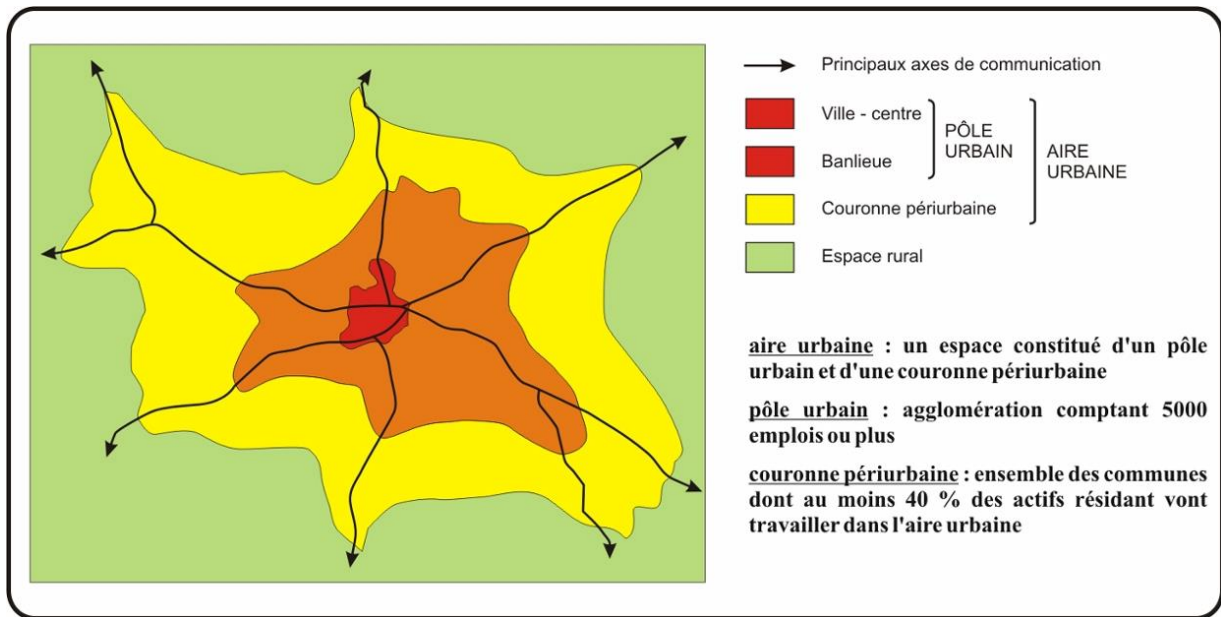 Principaux axes de communication
Ville - centre
Banlieue
PÔLE
URBAIN
AIRE
URBAINE
Couronne périurbaine
Espace rural
aire urbaine : un espace constitué d'un pôle
urbain et d'une couronne périurbaine
pôle urbain : agglomération comptant 5000
emplois ou plus
couronne périurbaine : ensemble des communes
dont au moins 40 % des actifs résidant vont
travailler dans l'aire urbaine